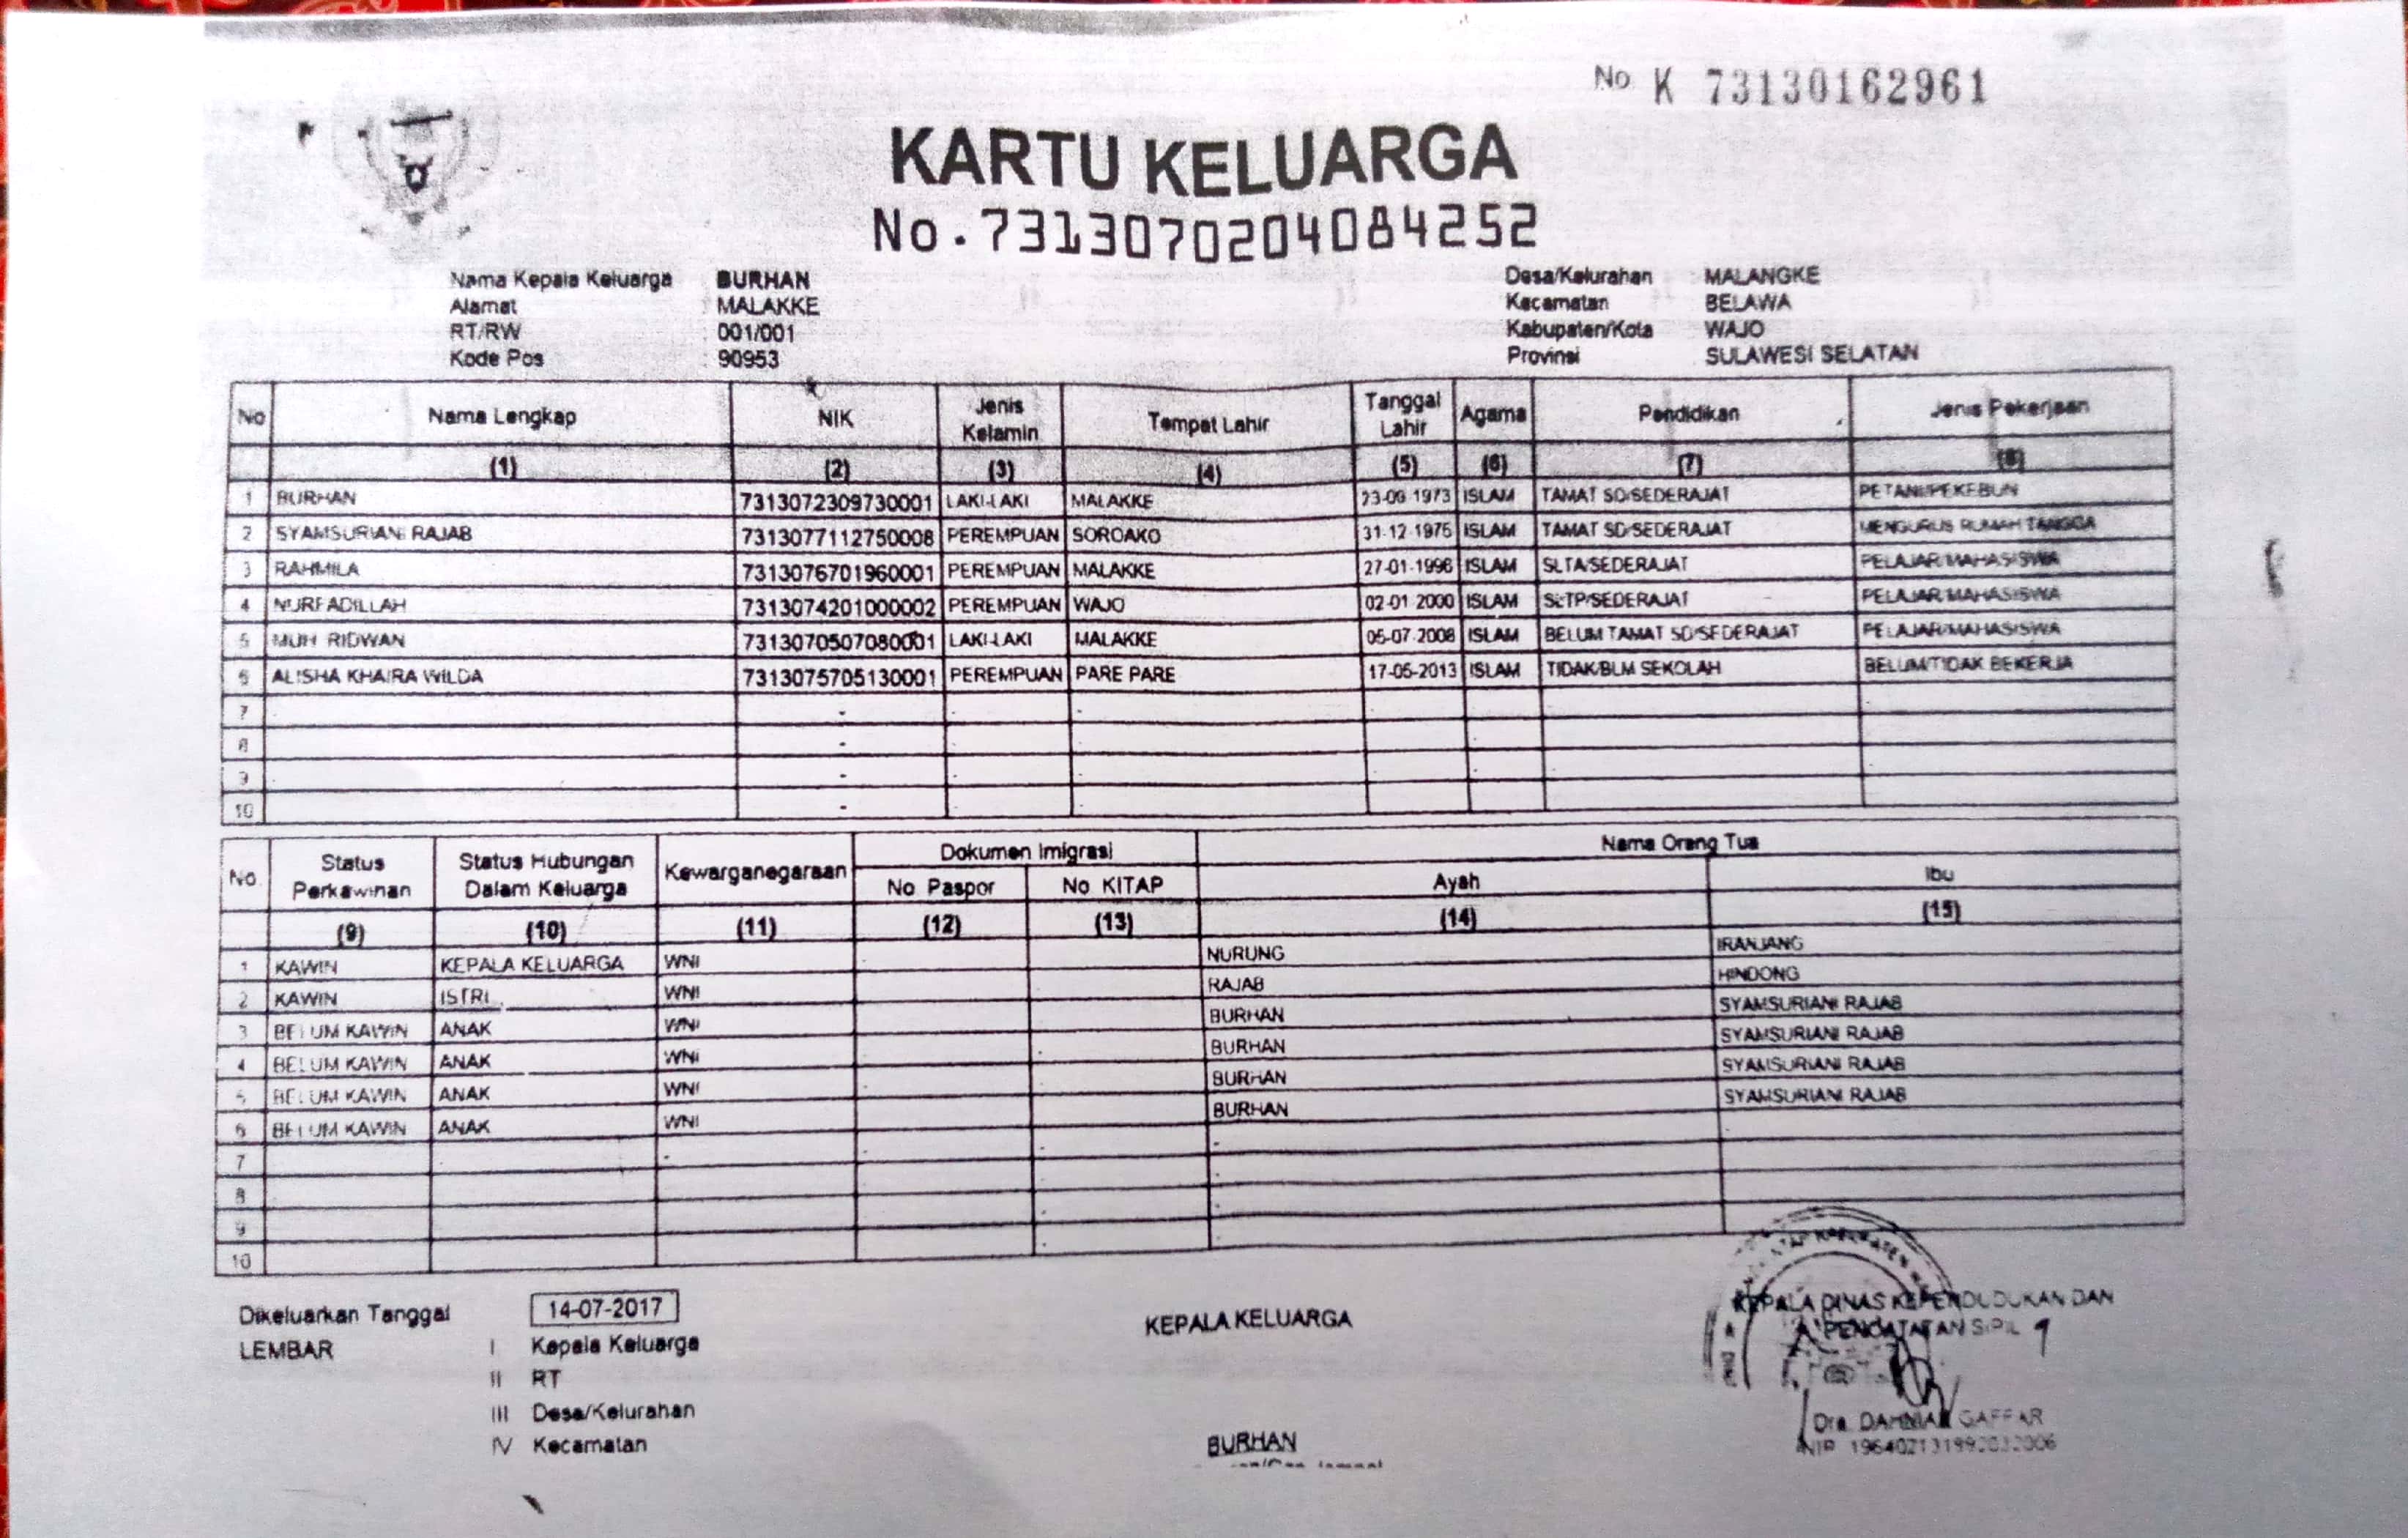 No K 73130162961
KARTU KELUARGA
No. 7313070204084252
Nama Kepala Keluarga : BURHAN
Alamat : MALAKKE
RT/RW : 001/001
Kode Pos : 90953
Desa/Kelurahan : MALANGKE
Kecamatan : BELAWA
Kabupaten/Kota : WAJO
Provinsi : SULAWESI SELATAN
No Nama Lengkap NIK Jenis Kelamin Tempat Lahir Tanggal Lahir Agama Pendidikan Jenis Pekerjaan
(1) (2) (3) (4) (5) (6) (7) (8)
1 BURHAN 7313072309730001 LAKI-LAKI MALAKKE 23-09-1973 ISLAM TAMAT SD/SEDERAJAT PETANI/PEKEBUN
2 SYAMSURIANI RAJAB 7313077112750008 PEREMPUAN SOROAKO 31-12-1975 ISLAM TAMAT SD/SEDERAJAT MENGURUS RUMAH TANGGA
3 RAHMILA 7313076701960001 PEREMPUAN MALAKKE 27-01-1996 ISLAM SLTA/SEDERAJAT PELAJAR/MAHASISWA
4 NURFADILLAH 7313074201000002 PEREMPUAN WAJO 02-01-2000 ISLAM SLTP/SEDERAJAT PELAJAR/MAHASISWA
5 MUH RIDWAN 7313070507080001 LAKI-LAKI MALAKKE 05-07-2008 ISLAM BELUM TAMAT SD/SEDERAJAT PELAJAR/MAHASISWA
6 ALISHA KHAIRA WILDA 7313075705130001 PEREMPUAN PARE PARE 17-05-2013 ISLAM TIDAK/BLM SEKOLAH BELUM/TIDAK BEKERJA
7 -
8 -
9 -
10 -
No. Status Perkawinan Status Hubungan Dalam Keluarga Kewarganegaraan Dokumen Imigrasi Nama Orang Tua
No. Paspor No. KITAP Ayah Ibu
(9) (10) (11) (12) (13) (14) (15)
1 KAWIN KEPALA KELUARGA WNI NURUNG IRANJANG
2 KAWIN ISTRI WNI RAJAB HINDONG
3 BELUM KAWIN ANAK WNI BURHAN SYAMSURIANI RAJAB
4 BELUM KAWIN ANAK WNI BURHAN SYAMSURIANI RAJAB
5 BELUM KAWIN ANAK WNI BURHAN SYAMSURIANI RAJAB
6 BELUM KAWIN ANAK WNI BURHAN SYAMSURIANI RAJAB
7
8
9
10
Dikeluarkan Tanggal 14-07-2017
LEMBAR I Kepala Keluarga
II RT
III Desa/Kelurahan
IV Kecamatan
KEPALA KELUARGA
BURHAN
KEPALA DINAS KEPENDUDUKAN DAN
PENCATATAN SIPIL
Dra. GAFFAR
NIP